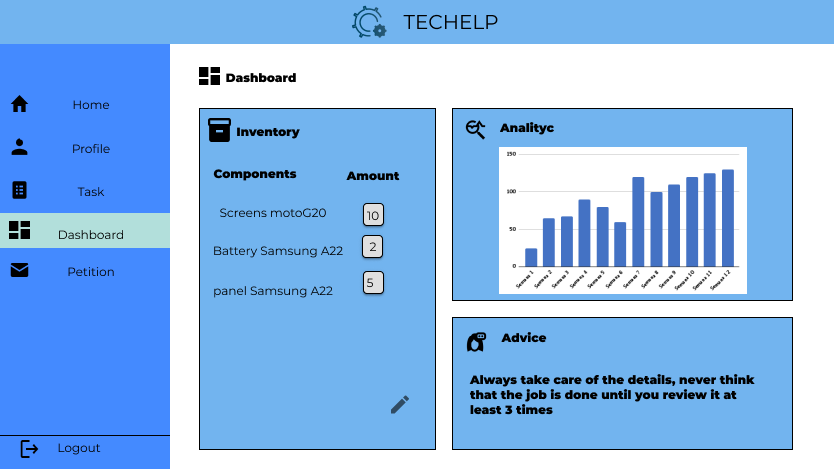 TECHELP
Home
Profile
Task
Dashboard
Petition
Logout
Dashboard
Inventory
Components Amount
Screens motoG20 10
Battery Samsung A22 2
panel Samsung A22 5
Analityc
150
100
50
0
Semana 1 Semana 2 Semana 3 Semana 4 Semana 5 Semana 6 Semana 7 Semana 8 Semana 9 Semana 10 Semana 11 Semana 12
Advice
Always take care of the details, never think
that the job is done until you review it at
least 3 times